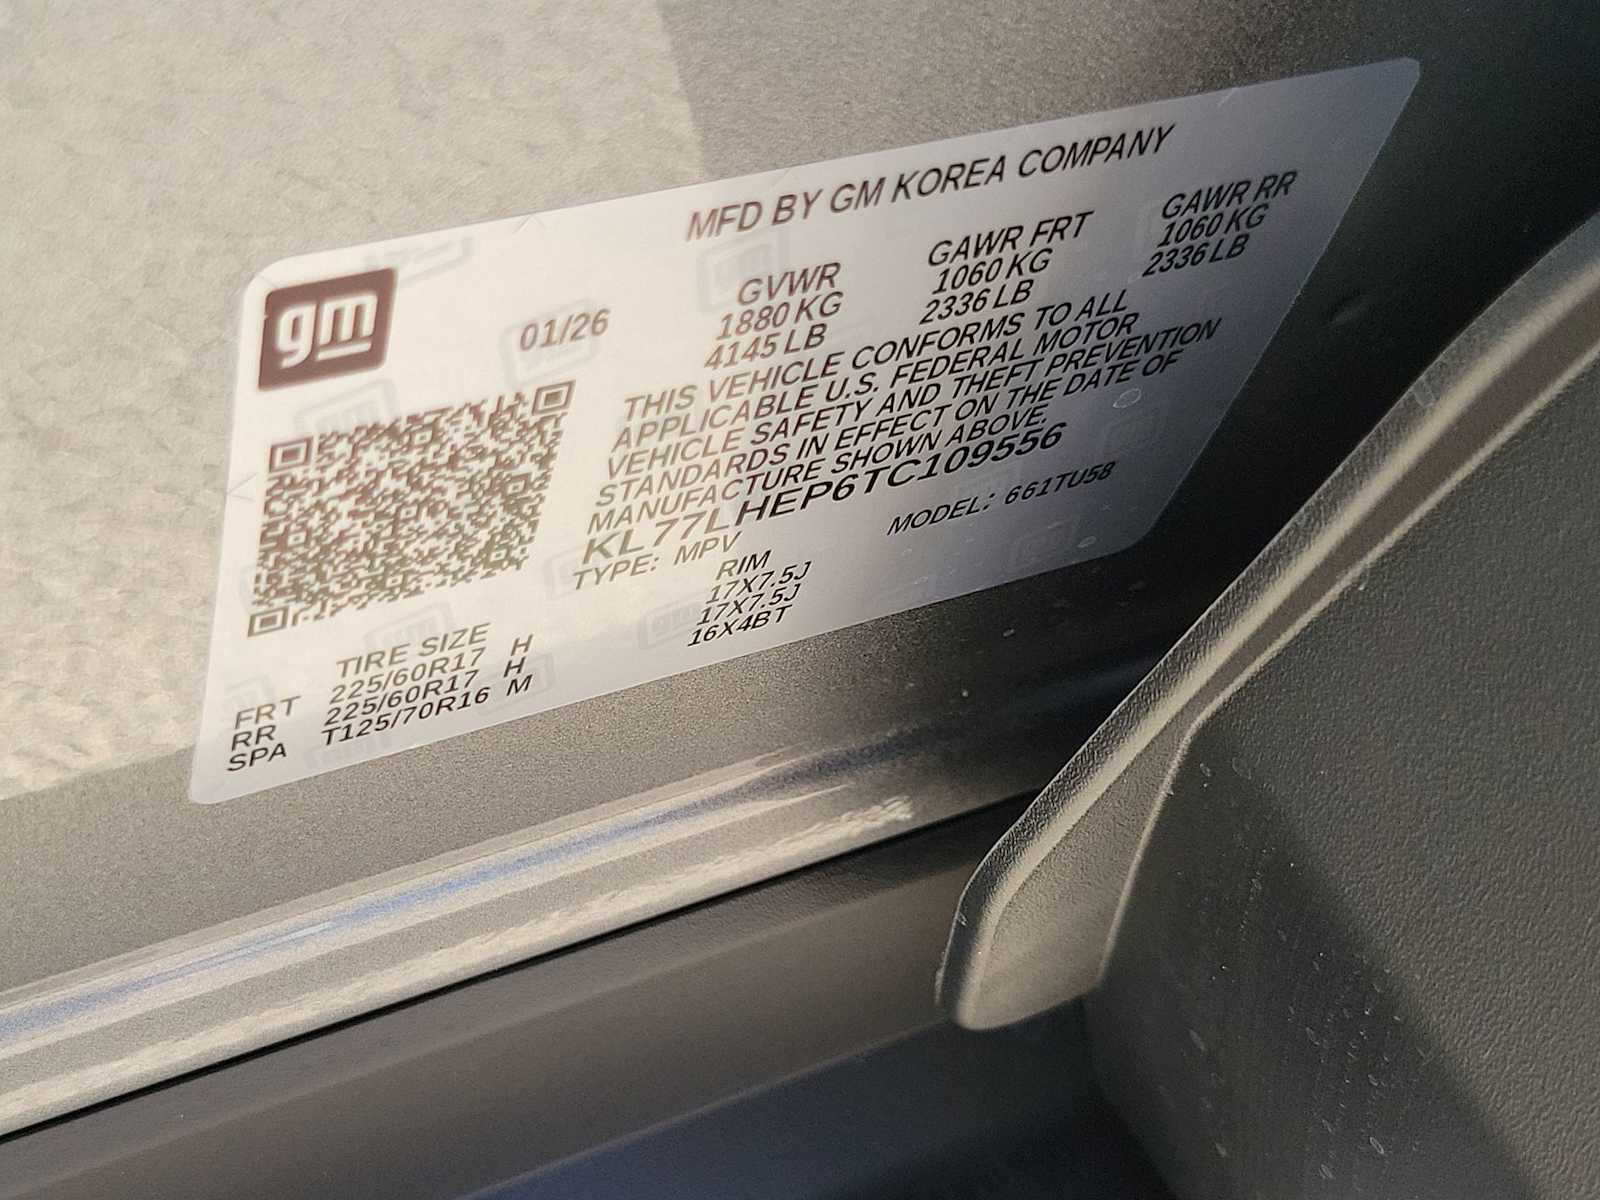 MFD BY GM KOREA COMPANY
gm
01/26
GVWR GAWR FRT GAWR RR
1880 KG 1060 KG 1060 KG
4145 LB 2336 LB 2336 LB
THIS VEHICLE CONFORMS TO ALL
APPLICABLE U.S. FEDERAL MOTOR
VEHICLE SAFETY AND THEFT PREVENTION
STANDARDS IN EFFECT ON THE DATE OF
MANUFACTURE SHOWN ABOVE.
KL77LHEP6TC109556
TYPE: MPV MODEL: 661TU58
TIRE SIZE RIM
FRT 225/60R17 H 17X7.5J
RR 225/60R17 H 17X7.5J
SPA T125/70R16 M 16X4BT